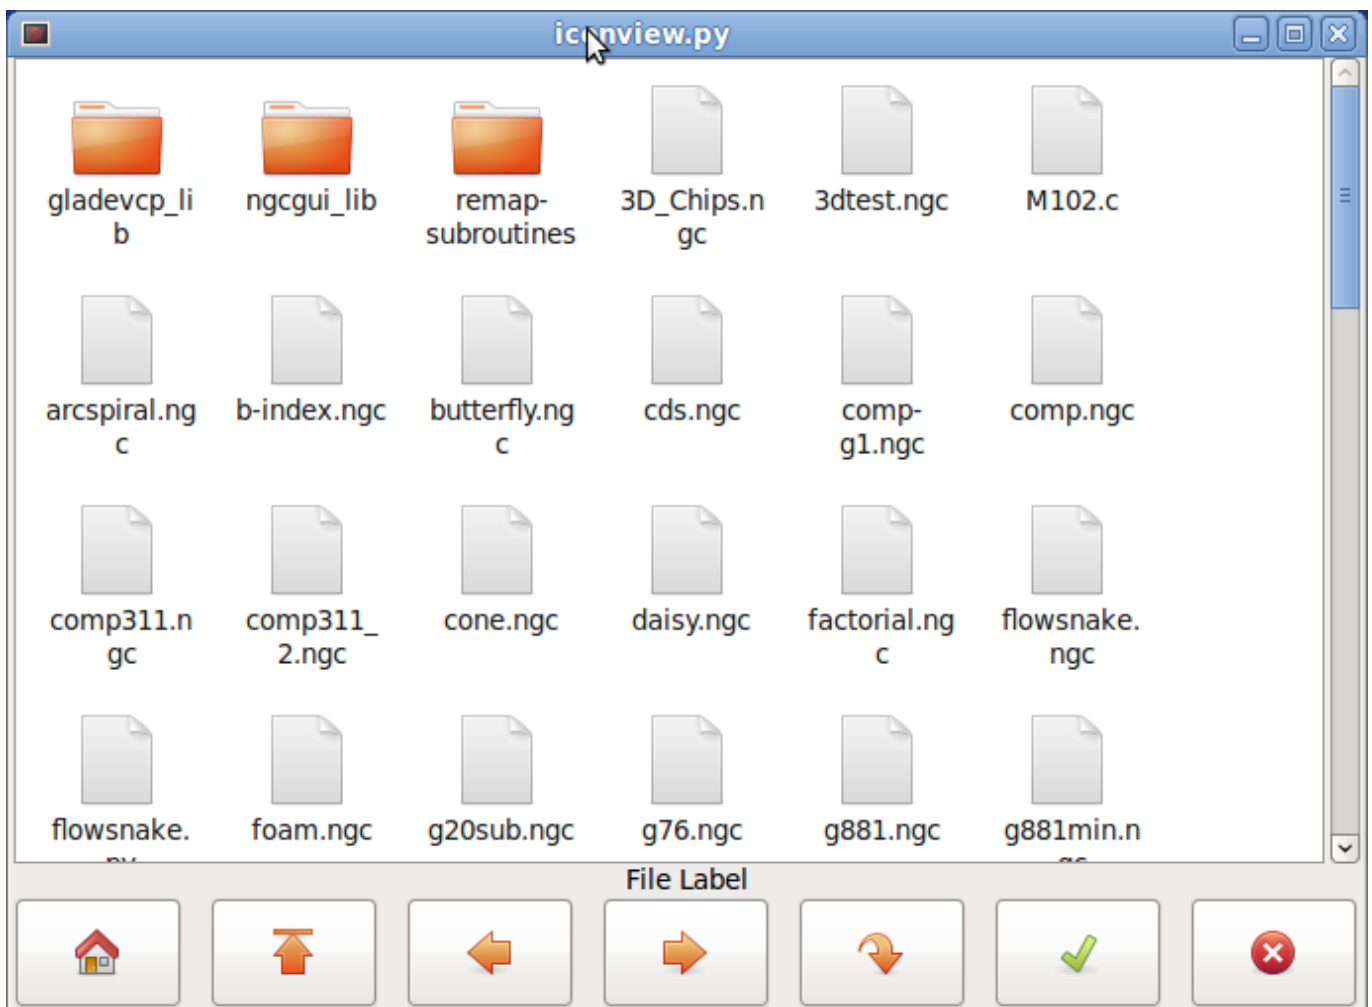 iconview.py
gladevcp_li
b
ngcgui_lib
remap-
subroutines
3D_Chips.n
gc
3dtest.ngc
M102.c
arcspiral.ng
c
b-index.ngc
butterfly.ng
c
cds.ngc
comp-
g1.ngc
comp.ngc
comp311.n
gc
comp311_
2.ngc
cone.ngc
daisy.ngc
factorial.ng
c
flowsnake.
ngc
flowsnake.
py
foam.ngc
g20sub.ngc
g76.ngc
g881.ngc
g881min.n
gc
File Label